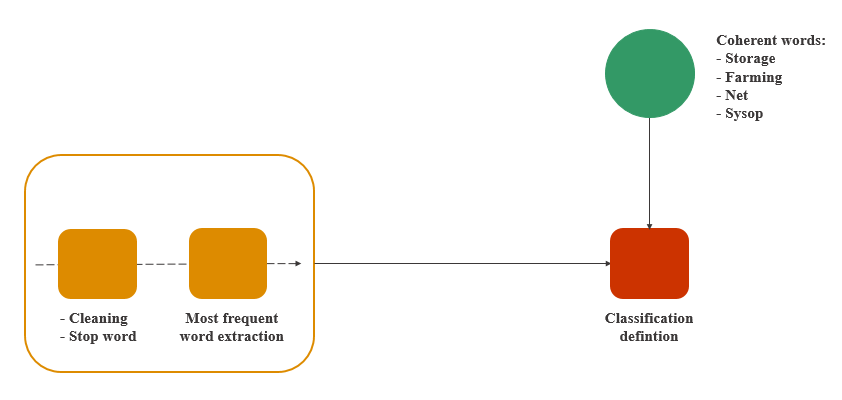 Coherent words:
- Storage
- Farming
- Net
- Sysop
- Cleaning
- Stop word
Most frequent
word extraction
Classification
defintion